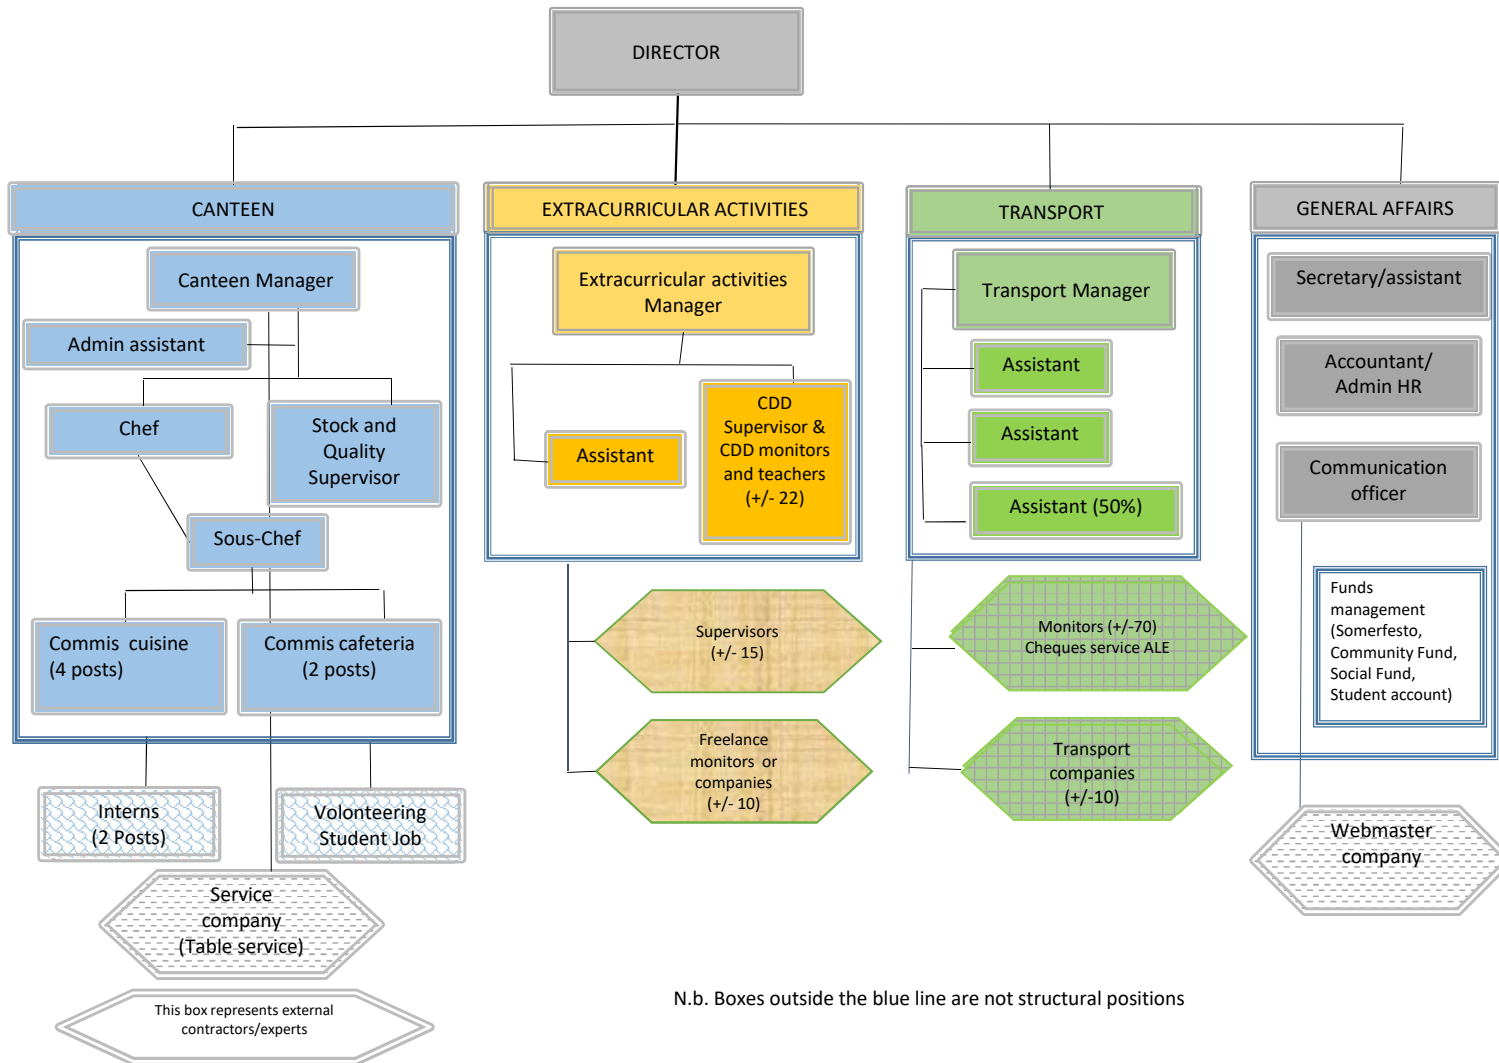 DIRECTOR
CANTEEN
Canteen Manager
Admin assistant
Chef
Stock and
Quality
Supervisor
Sous-Chef
Commis cuisine
(4 posts)
Commis cafeteria
(2 posts)
Interns
(2 Posts)
Volonteering
Student Job
Service
company
(Table service)
This box represents external
contractors/experts
EXTRACURRICULAR ACTIVITIES
Extracurricular activities
Manager
Assistant
CDD
Supervisor &
CDD monitors
and teachers
(+/- 22)
Supervisors
(+/- 15)
Freelance
monitors or
companies
(+/- 10)
TRANSPORT
Transport Manager
Assistant
Assistant
Assistant (50%)
Monitors (+/-70)
Cheques service ALE
Transport
companies
(+/-10)
GENERAL AFFAIRS
Secretary/assistant
Accountant/
Admin HR
Communication
officer
Funds
management
(Somerfesto,
Community Fund,
Social Fund,
Student account)
Webmaster
company
N.b. Boxes outside the blue line are not structural positions